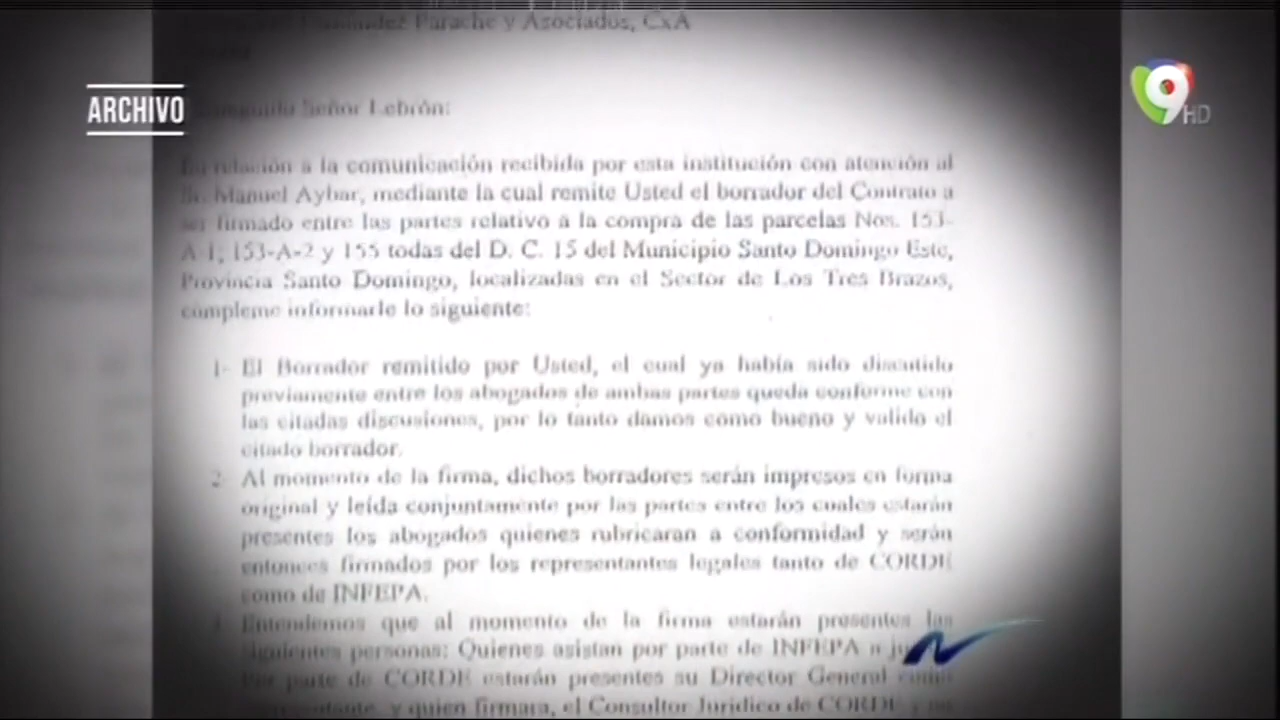 Parache y Asociados, CxA
ARCHIVO
9
HD
Señor Lebrón:
En relación a la comunicación recibida por esta institución con atención al
Sr. Manuel Aybar, mediante la cual remite Usted el borrador del Contrato a
ser firmado entre las partes relativo a la compra de las parcelas Nos. 153-
A-1; 153-A-2 y 155 todas del D. C. 15 del Municipio Santo Domingo Este,
Provincia Santo Domingo, localizadas en el Sector de Los Tres Brazos,
cúmpleme informarle lo siguiente:
1- El Borrador remitido por Usted, el cual ya había sido discutido
previamente entre los abogados de ambas partes queda conforme con
las citadas discusiones, por lo tanto damos como bueno y valido el
citado borrador.
2- Al momento de la firma, dichos borradores serán impresos en forma
original y leída conjuntamente por las partes entre los cuales estarán
presentes los abogados quienes rubricaran a conformidad y serán
entonces firmados por los representantes legales tanto de CORDE
como de INFEPA.
Entendemos que al momento de la firma estarán presentes las
siguientes personas: Quienes asistan por parte de INFEPA a
Por parte de CORDE estarán presentes su Director General como
y quien firmara, el Consultor Jurídico de CORDE